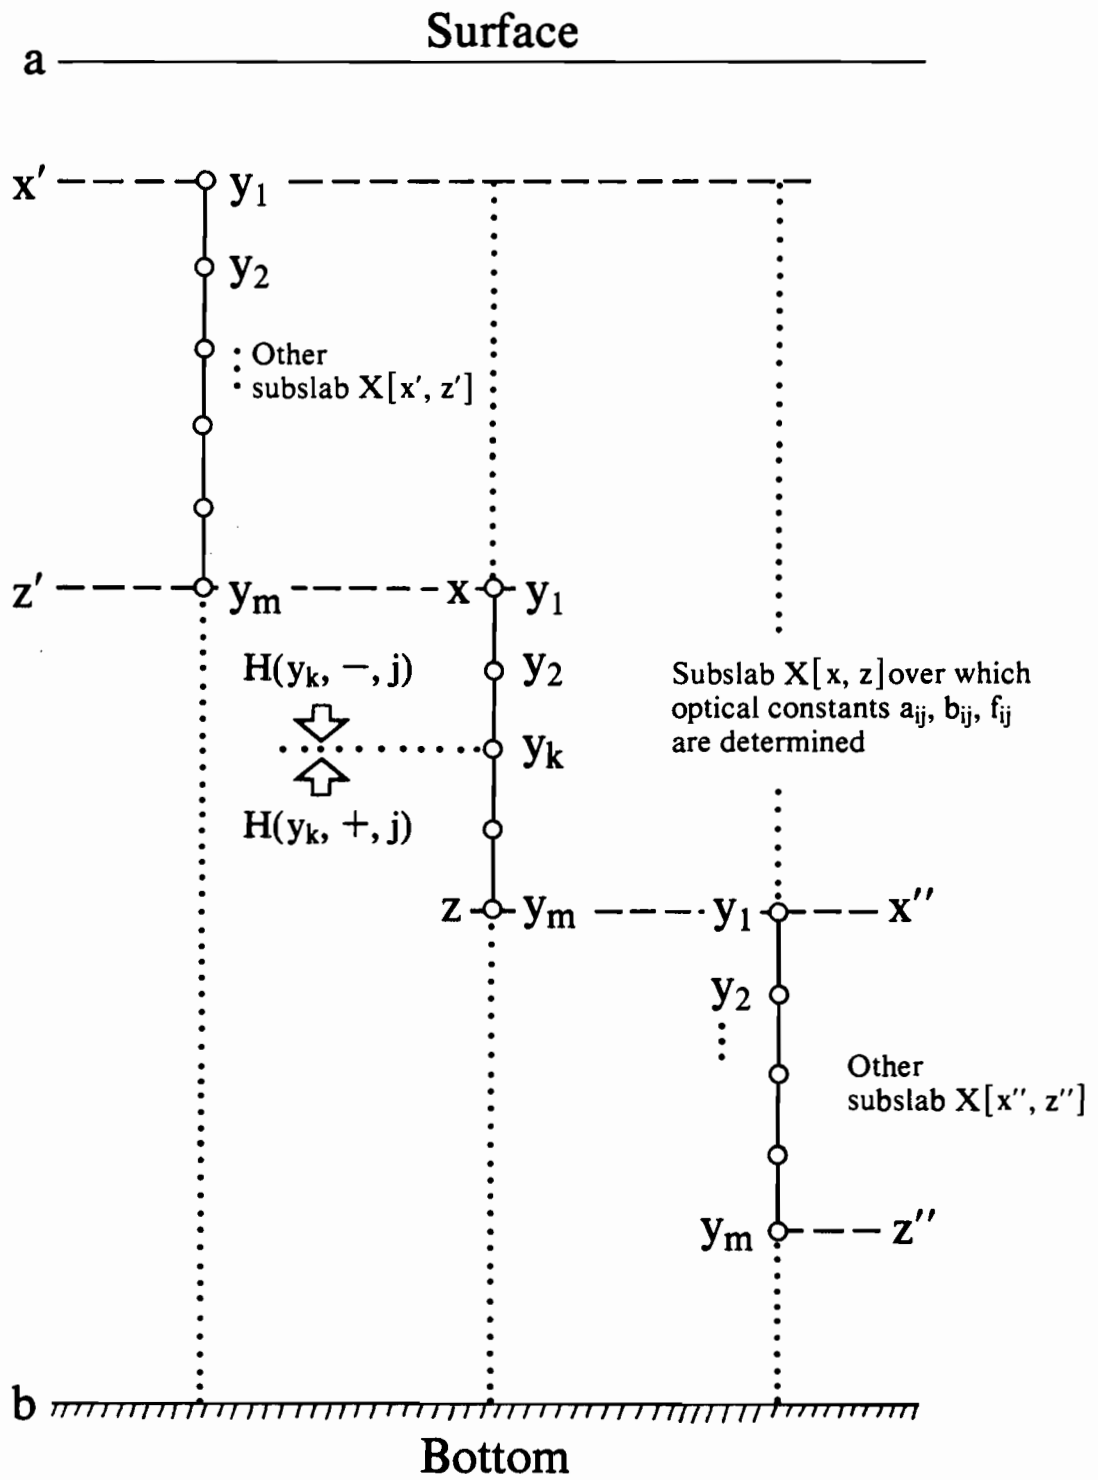 Surface
a
x′ y₁
y₂
Other
subslab X[x′, z′]
z′ yₘ x y₁
H(yₖ, −, j) y₂
yₖ
H(yₖ, +, j)
Subslab X[x, z] over which
optical constants aᵢⱼ, bᵢⱼ, fᵢⱼ
are determined
z yₘ y₁ x″
y₂
Other
subslab X[x″, z″]
yₘ z″
b
Bottom